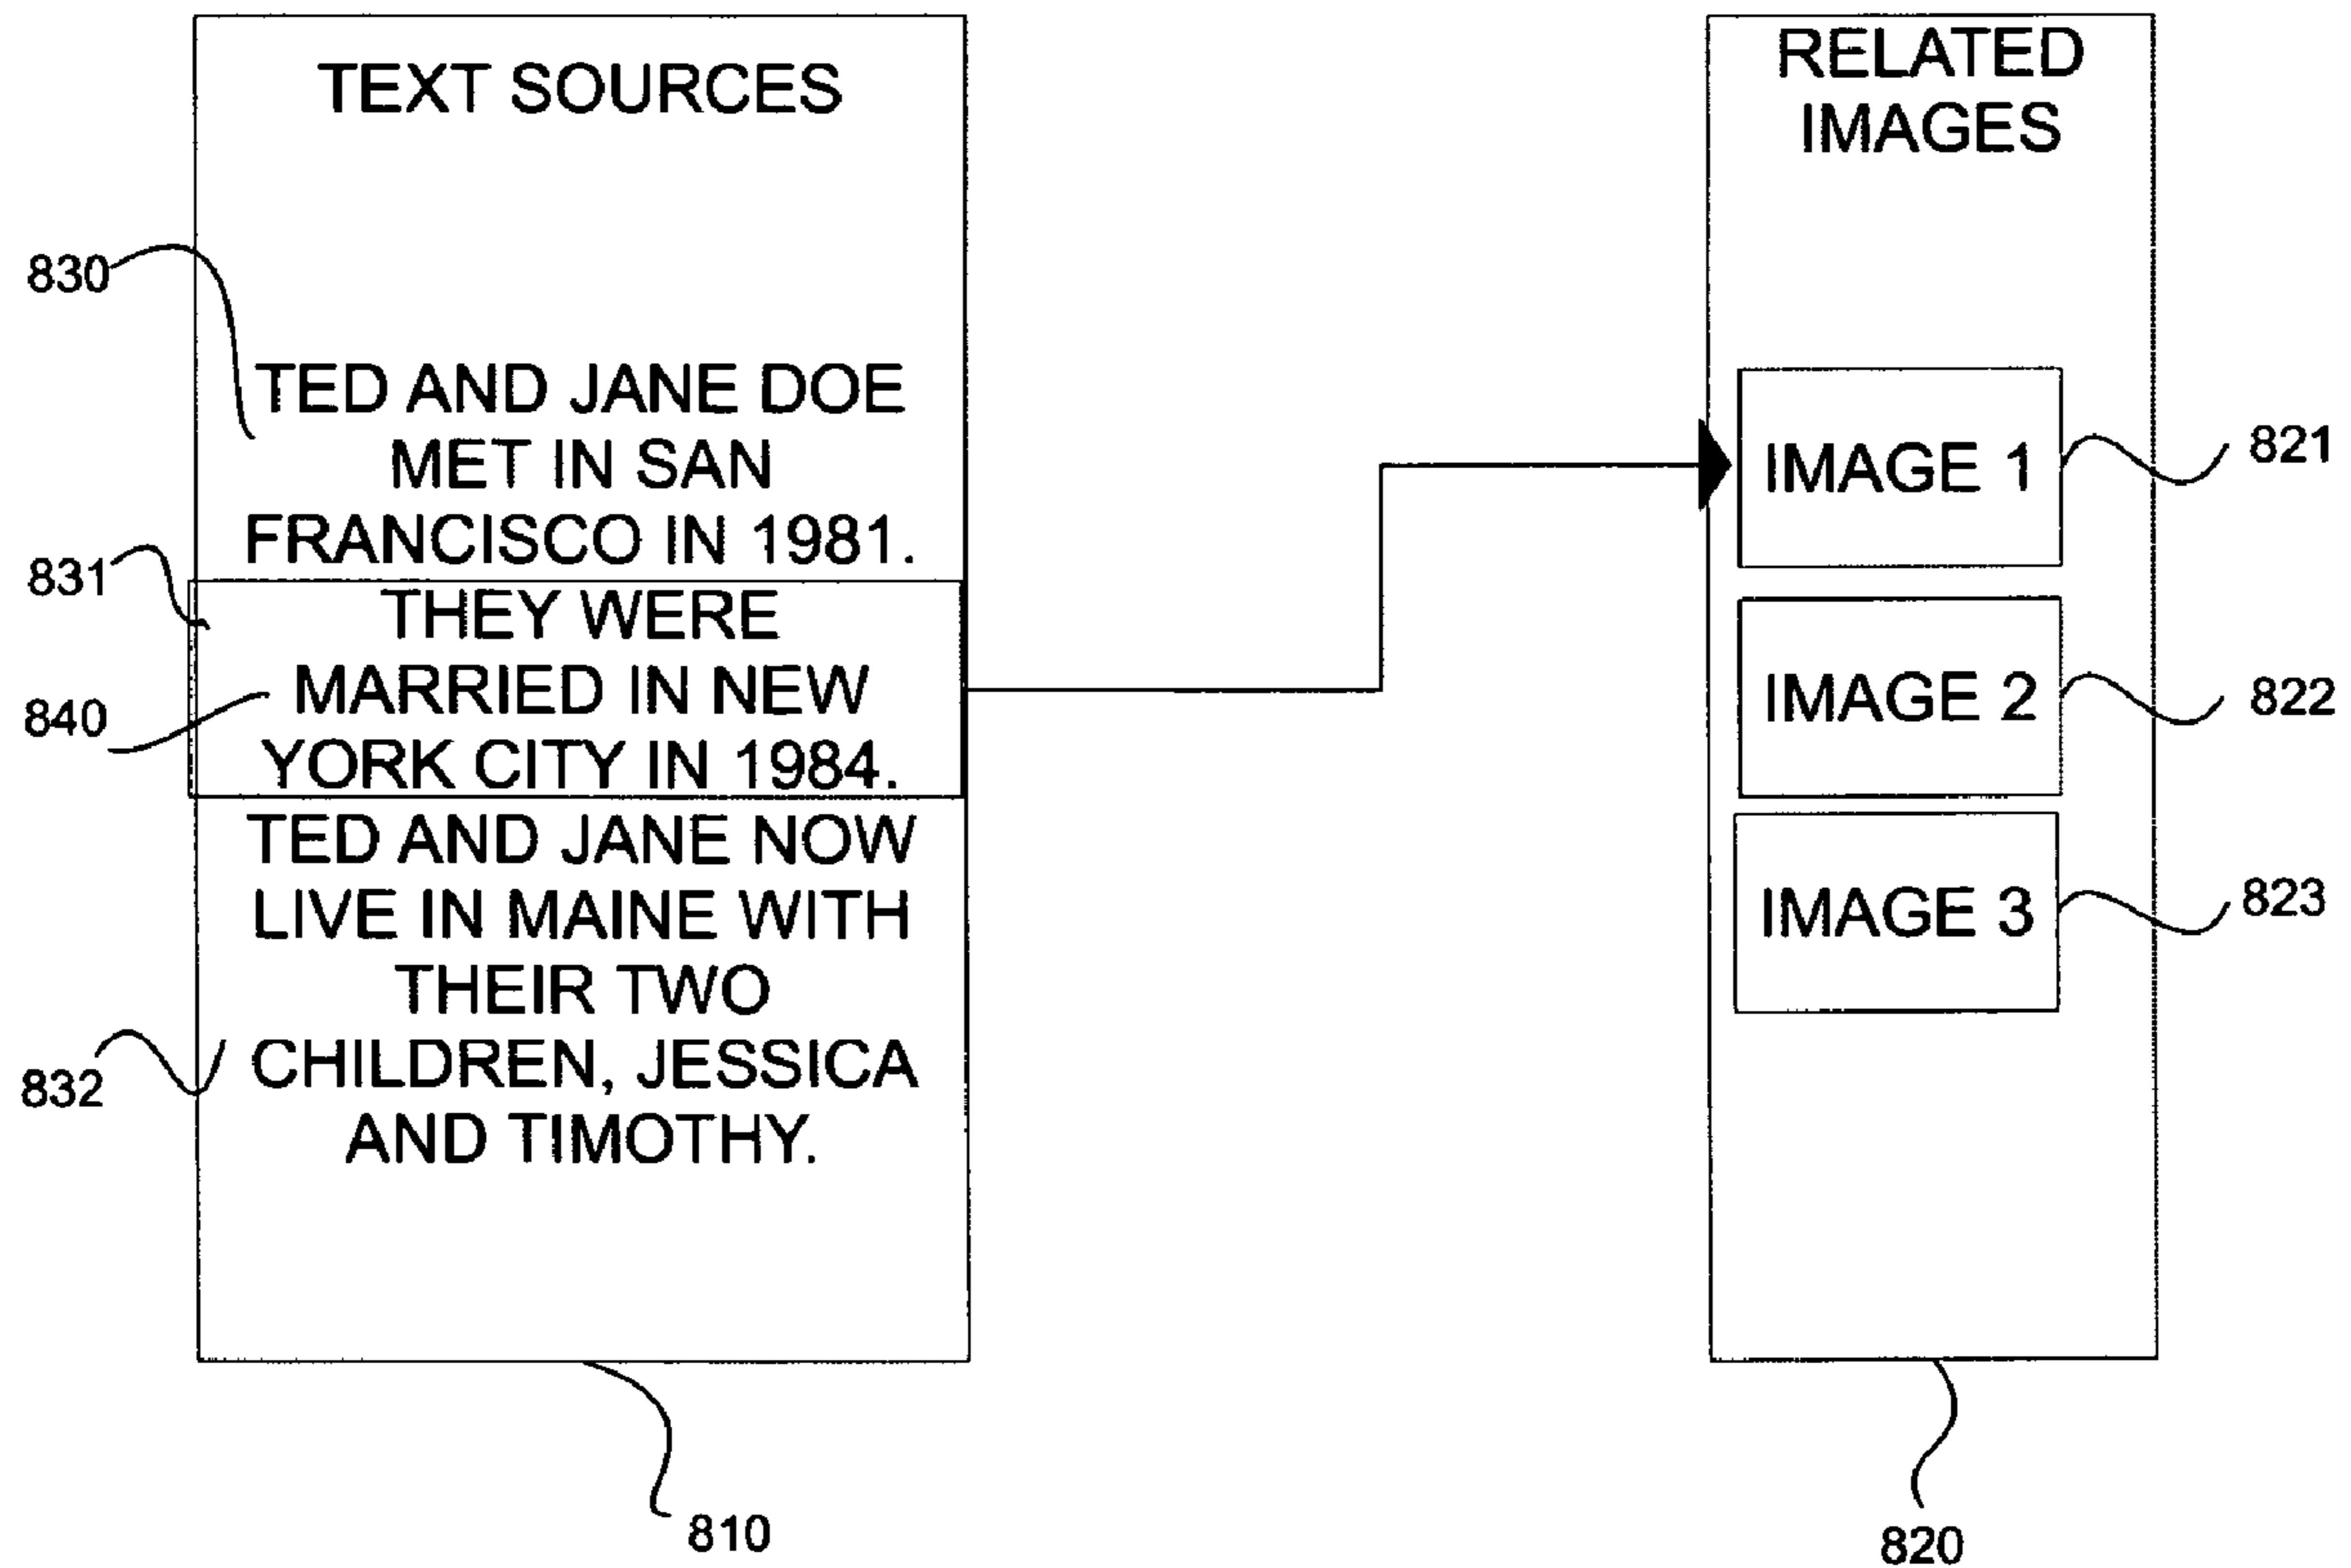 TEXT SOURCES
830
TED AND JANE DOE
MET IN SAN
FRANCISCO IN 1981.
831
THEY WERE
MARRIED IN NEW
840
YORK CITY IN 1984.
TED AND JANE NOW
LIVE IN MAINE WITH
THEIR TWO
CHILDREN, JESSICA
832
AND TIMOTHY.
810
RELATED
IMAGES
IMAGE 1
821
IMAGE 2
822
IMAGE 3
823
820